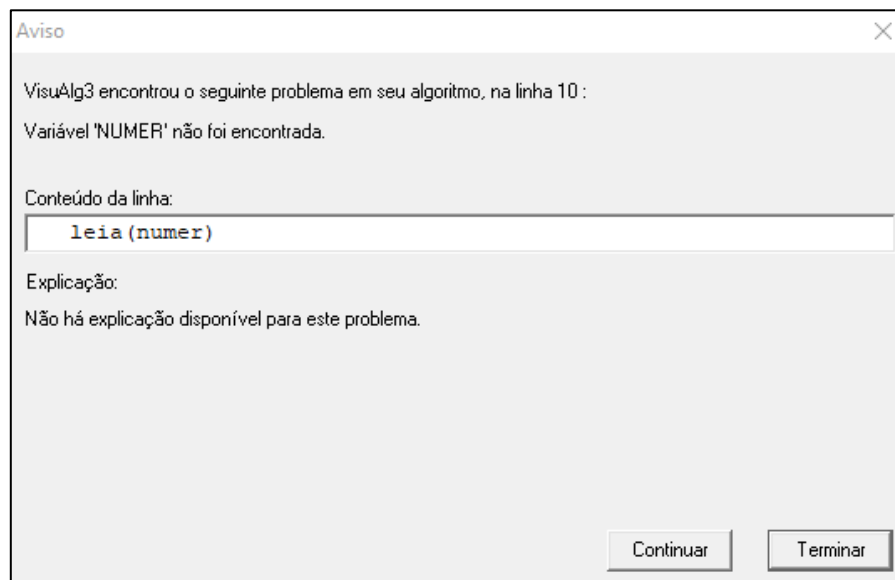 Aviso
VisuAlg3 encontrou o seguinte problema em seu algoritmo, na linha 10 :
Variável 'NUMER' não foi encontrada.
Conteúdo da linha:
leia(numer)
Explicação:
Não há explicação disponível para este problema.
Continuar Terminar